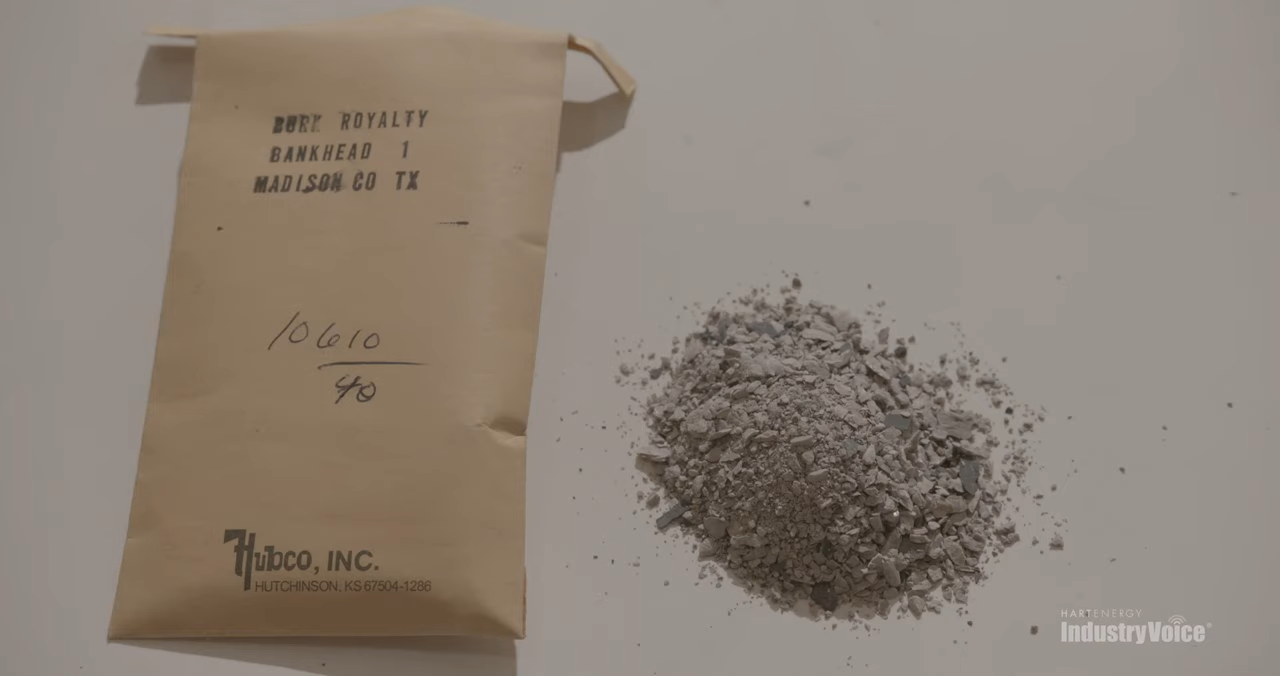 BURK ROYALTY
BANKHEAD 1
MADISON CO TX
10610
40
Hubco, INC.
HUTCHINSON, KS 67504-1286
HARTENERGY
IndustryVoice®